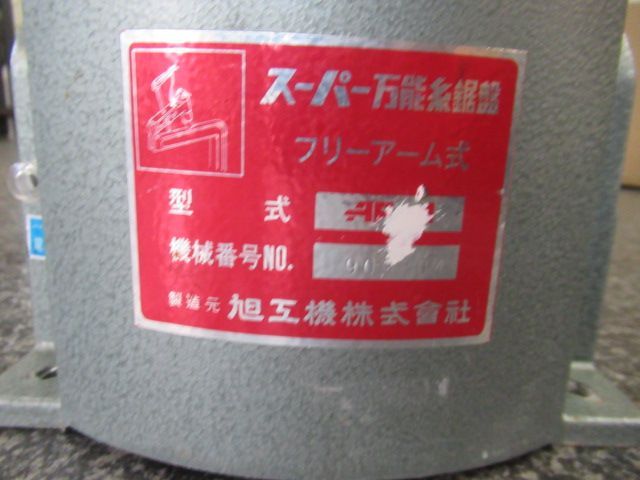 スーパー万能糸鋸盤
フリーアーム式
型式
機械番号NO.
製造元 旭工機株式會社